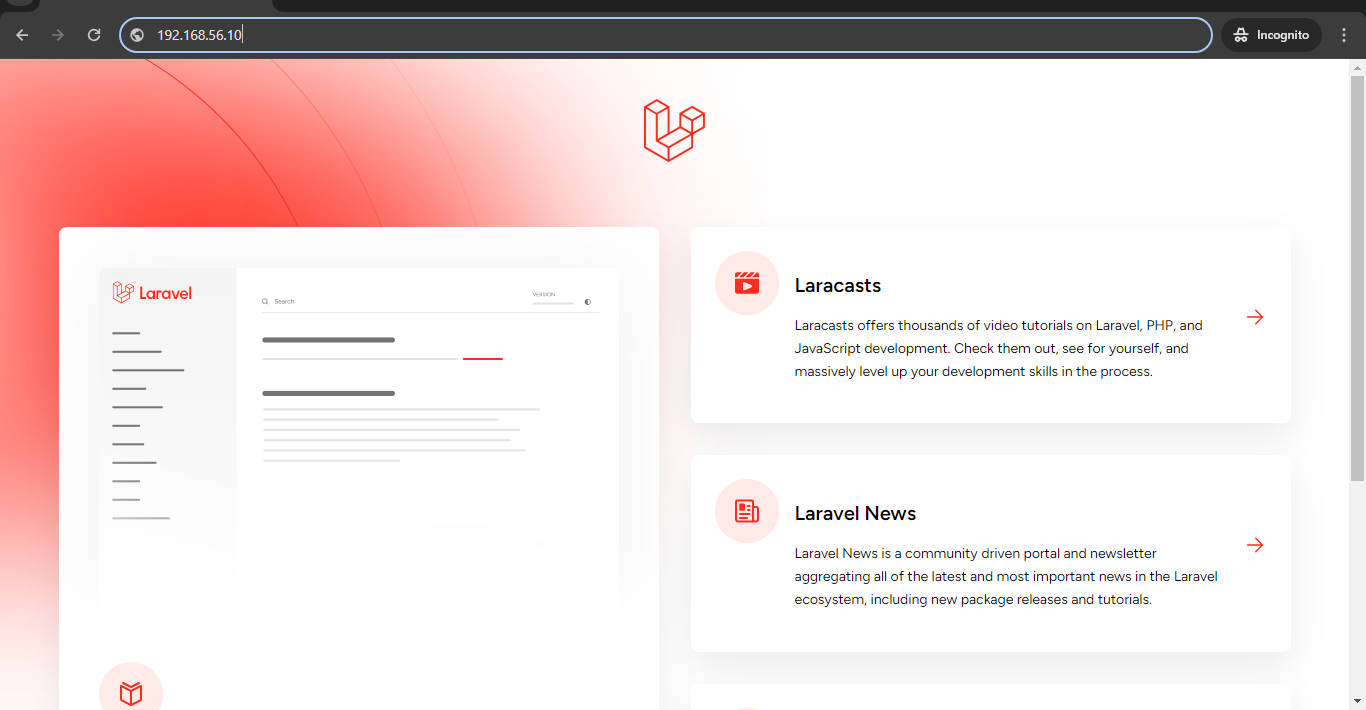 192.168.56.10
Incognito
Laravel
Search
VERSION
Laracasts
Laracasts offers thousands of video tutorials on Laravel, PHP, and
JavaScript development. Check them out, see for yourself, and
massively level up your development skills in the process.
Laravel News
Laravel News is a community driven portal and newsletter
aggregating all of the latest and most important news in the Laravel
ecosystem, including new package releases and tutorials.